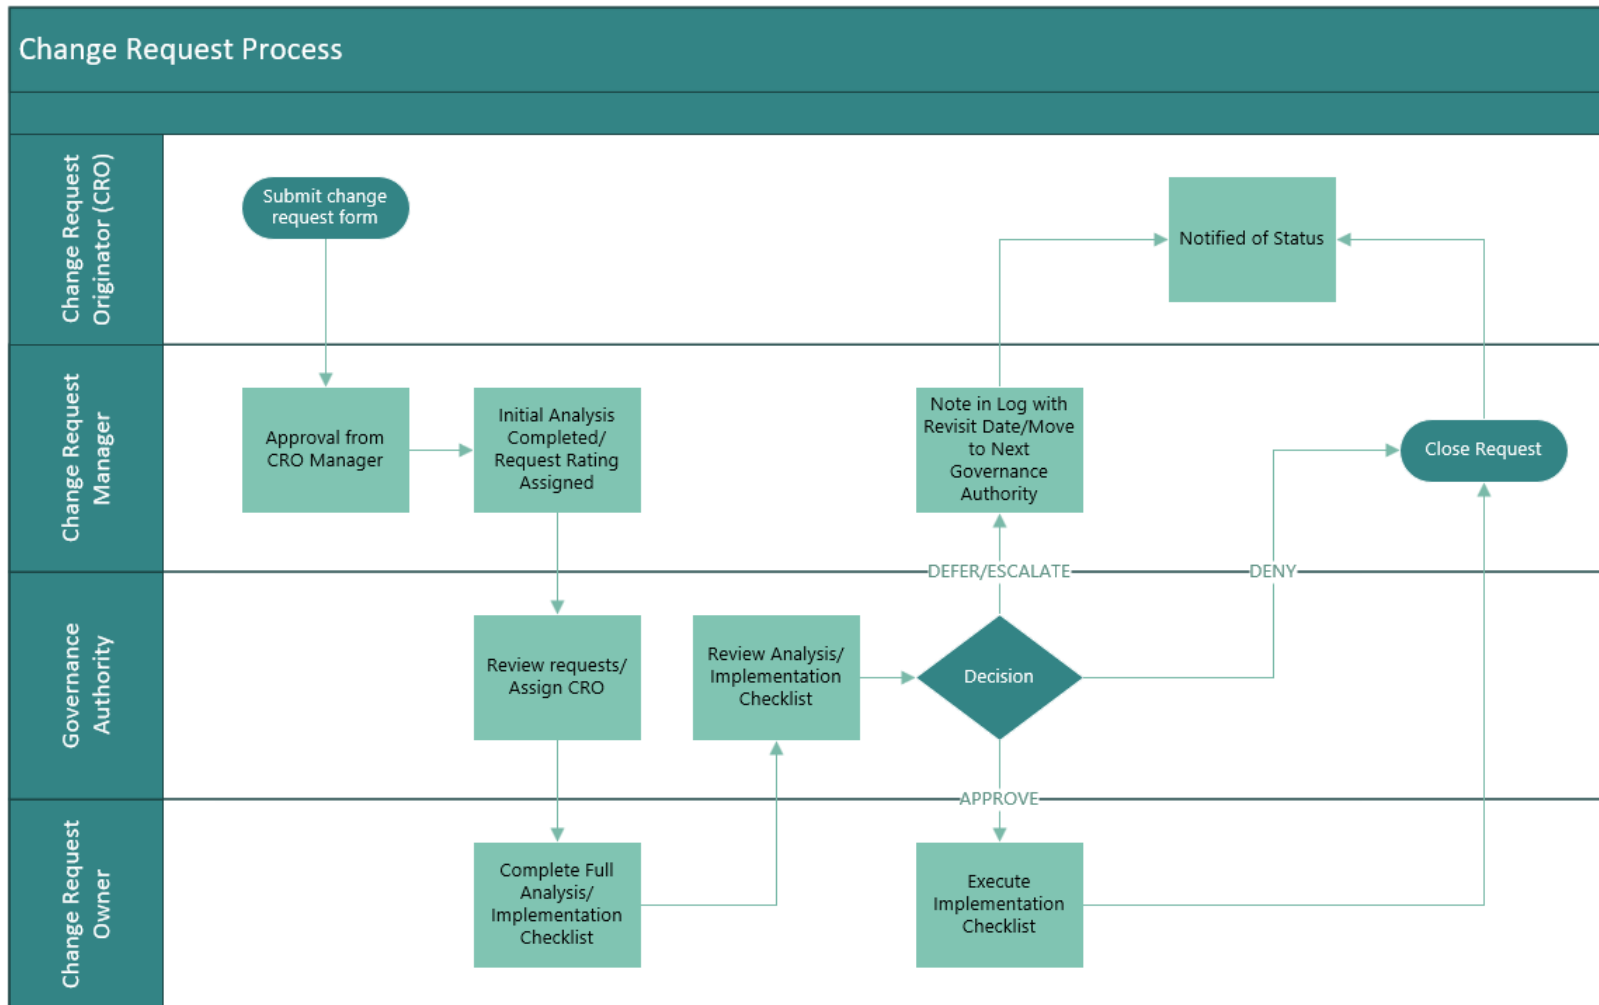 Change Request Process
Change Request
Originator (CRO)
Submit change
request form
Notified of Status
Change Request
Manager
Approval from
CRO Manager
Initial Analysis
Completed/
Request Rating
Assigned
Note in Log with
Revisit Date/Move
to Next
Governance
Authority
Close Request
DEFER/ESCALATE
DENY
Governance
Authority
Review requests/
Assign CRO
Review Analysis/
Implementation
Checklist
Decision
APPROVE
Change Request
Owner
Complete Full
Analysis/
Implementation
Checklist
Execute
Implementation
Checklist